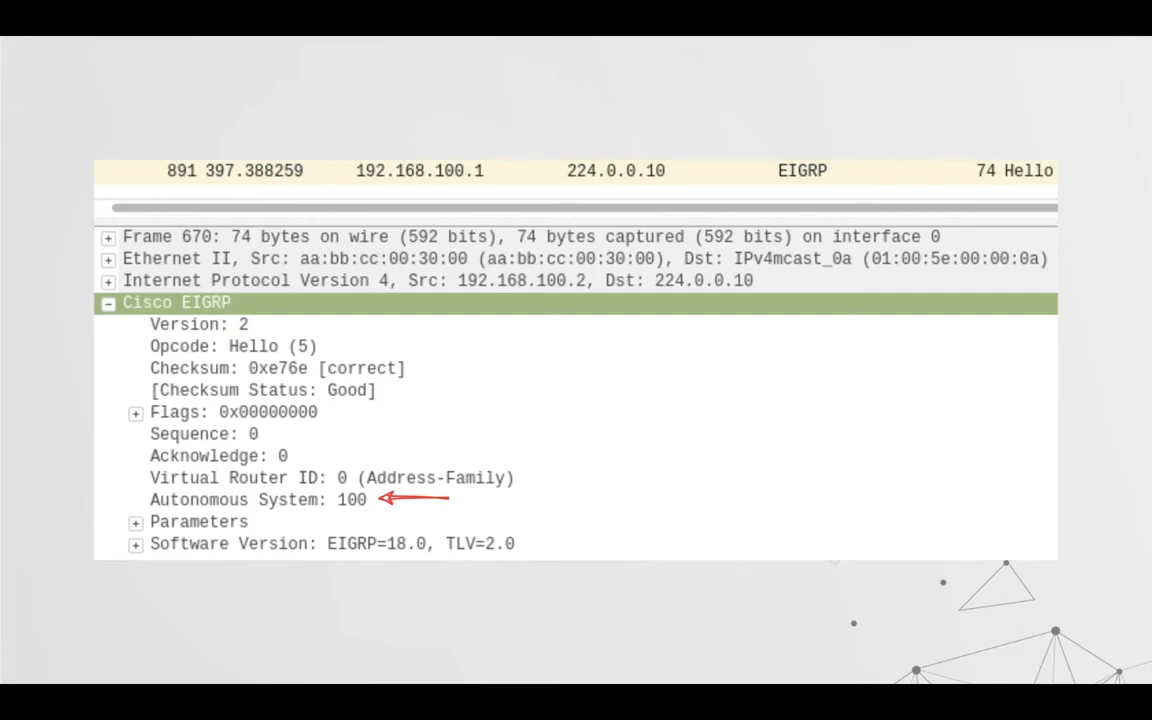 891 397.388259 192.168.100.1 224.0.0.10 EIGRP 74 Hello
Frame 670: 74 bytes on wire (592 bits), 74 bytes captured (592 bits) on interface 0
Ethernet II, Src: aa:bb:cc:00:30:00 (aa:bb:cc:00:30:00), Dst: IPv4mcast_0a (01:00:5e:00:00:0a)
Internet Protocol Version 4, Src: 192.168.100.2, Dst: 224.0.0.10
Cisco EIGRP
Version: 2
Opcode: Hello (5)
Checksum: 0xe76e [correct]
[Checksum Status: Good]
Flags: 0x00000000
Sequence: 0
Acknowledge: 0
Virtual Router ID: 0 (Address-Family)
Autonomous System: 100
Parameters
Software Version: EIGRP=18.0, TLV=2.0